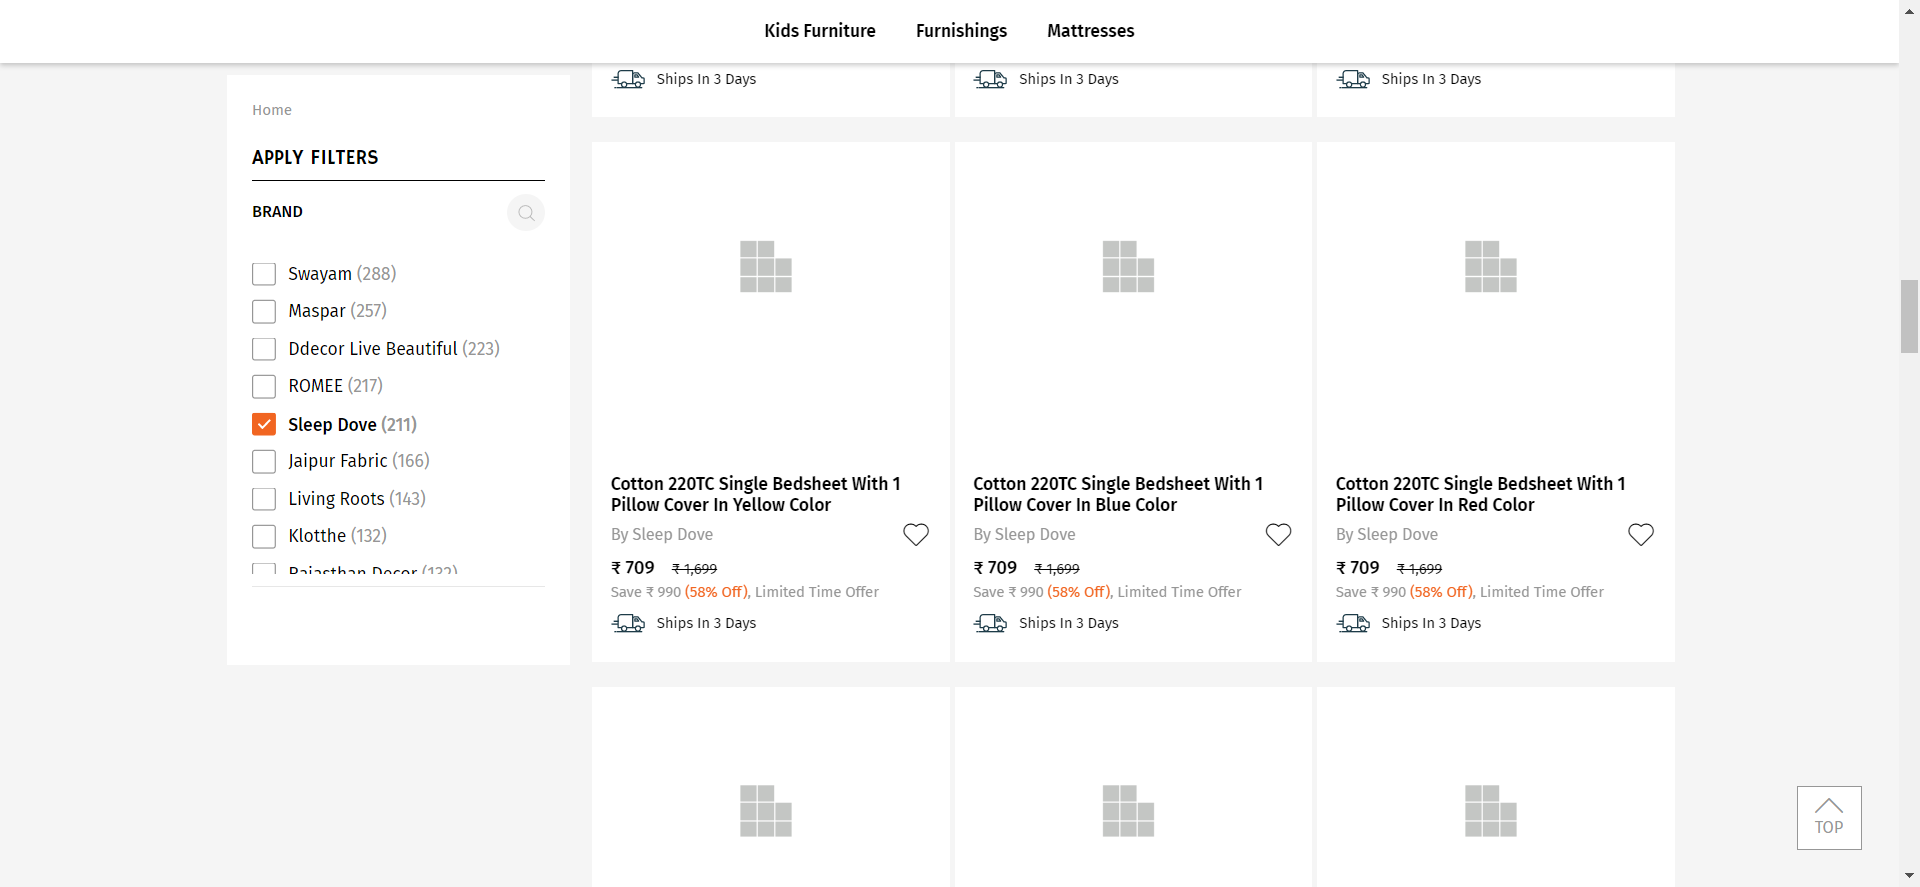 Kids Furniture
Furnishings
Mattresses
Ships In 3 Days
Ships In 3 Days
Ships In 3 Days
Home
APPLY FILTERS
BRAND
Swayam (288)
Maspar (257)
Ddecor Live Beautiful (223)
ROMEE (217)
Sleep Dove (211)
Jaipur Fabric (166)
Living Roots (143)
Klotthe (132)
Rajasthan Decor (132)
Cotton 220TC Single Bedsheet With 1
Pillow Cover In Yellow Color
By Sleep Dove
₹ 709 ₹ 1,699
Save ₹ 990 (58% Off), Limited Time Offer
Ships In 3 Days
Cotton 220TC Single Bedsheet With 1
Pillow Cover In Blue Color
By Sleep Dove
₹ 709 ₹ 1,699
Save ₹ 990 (58% Off), Limited Time Offer
Ships In 3 Days
Cotton 220TC Single Bedsheet With 1
Pillow Cover In Red Color
By Sleep Dove
₹ 709 ₹ 1,699
Save ₹ 990 (58% Off), Limited Time Offer
Ships In 3 Days
TOP